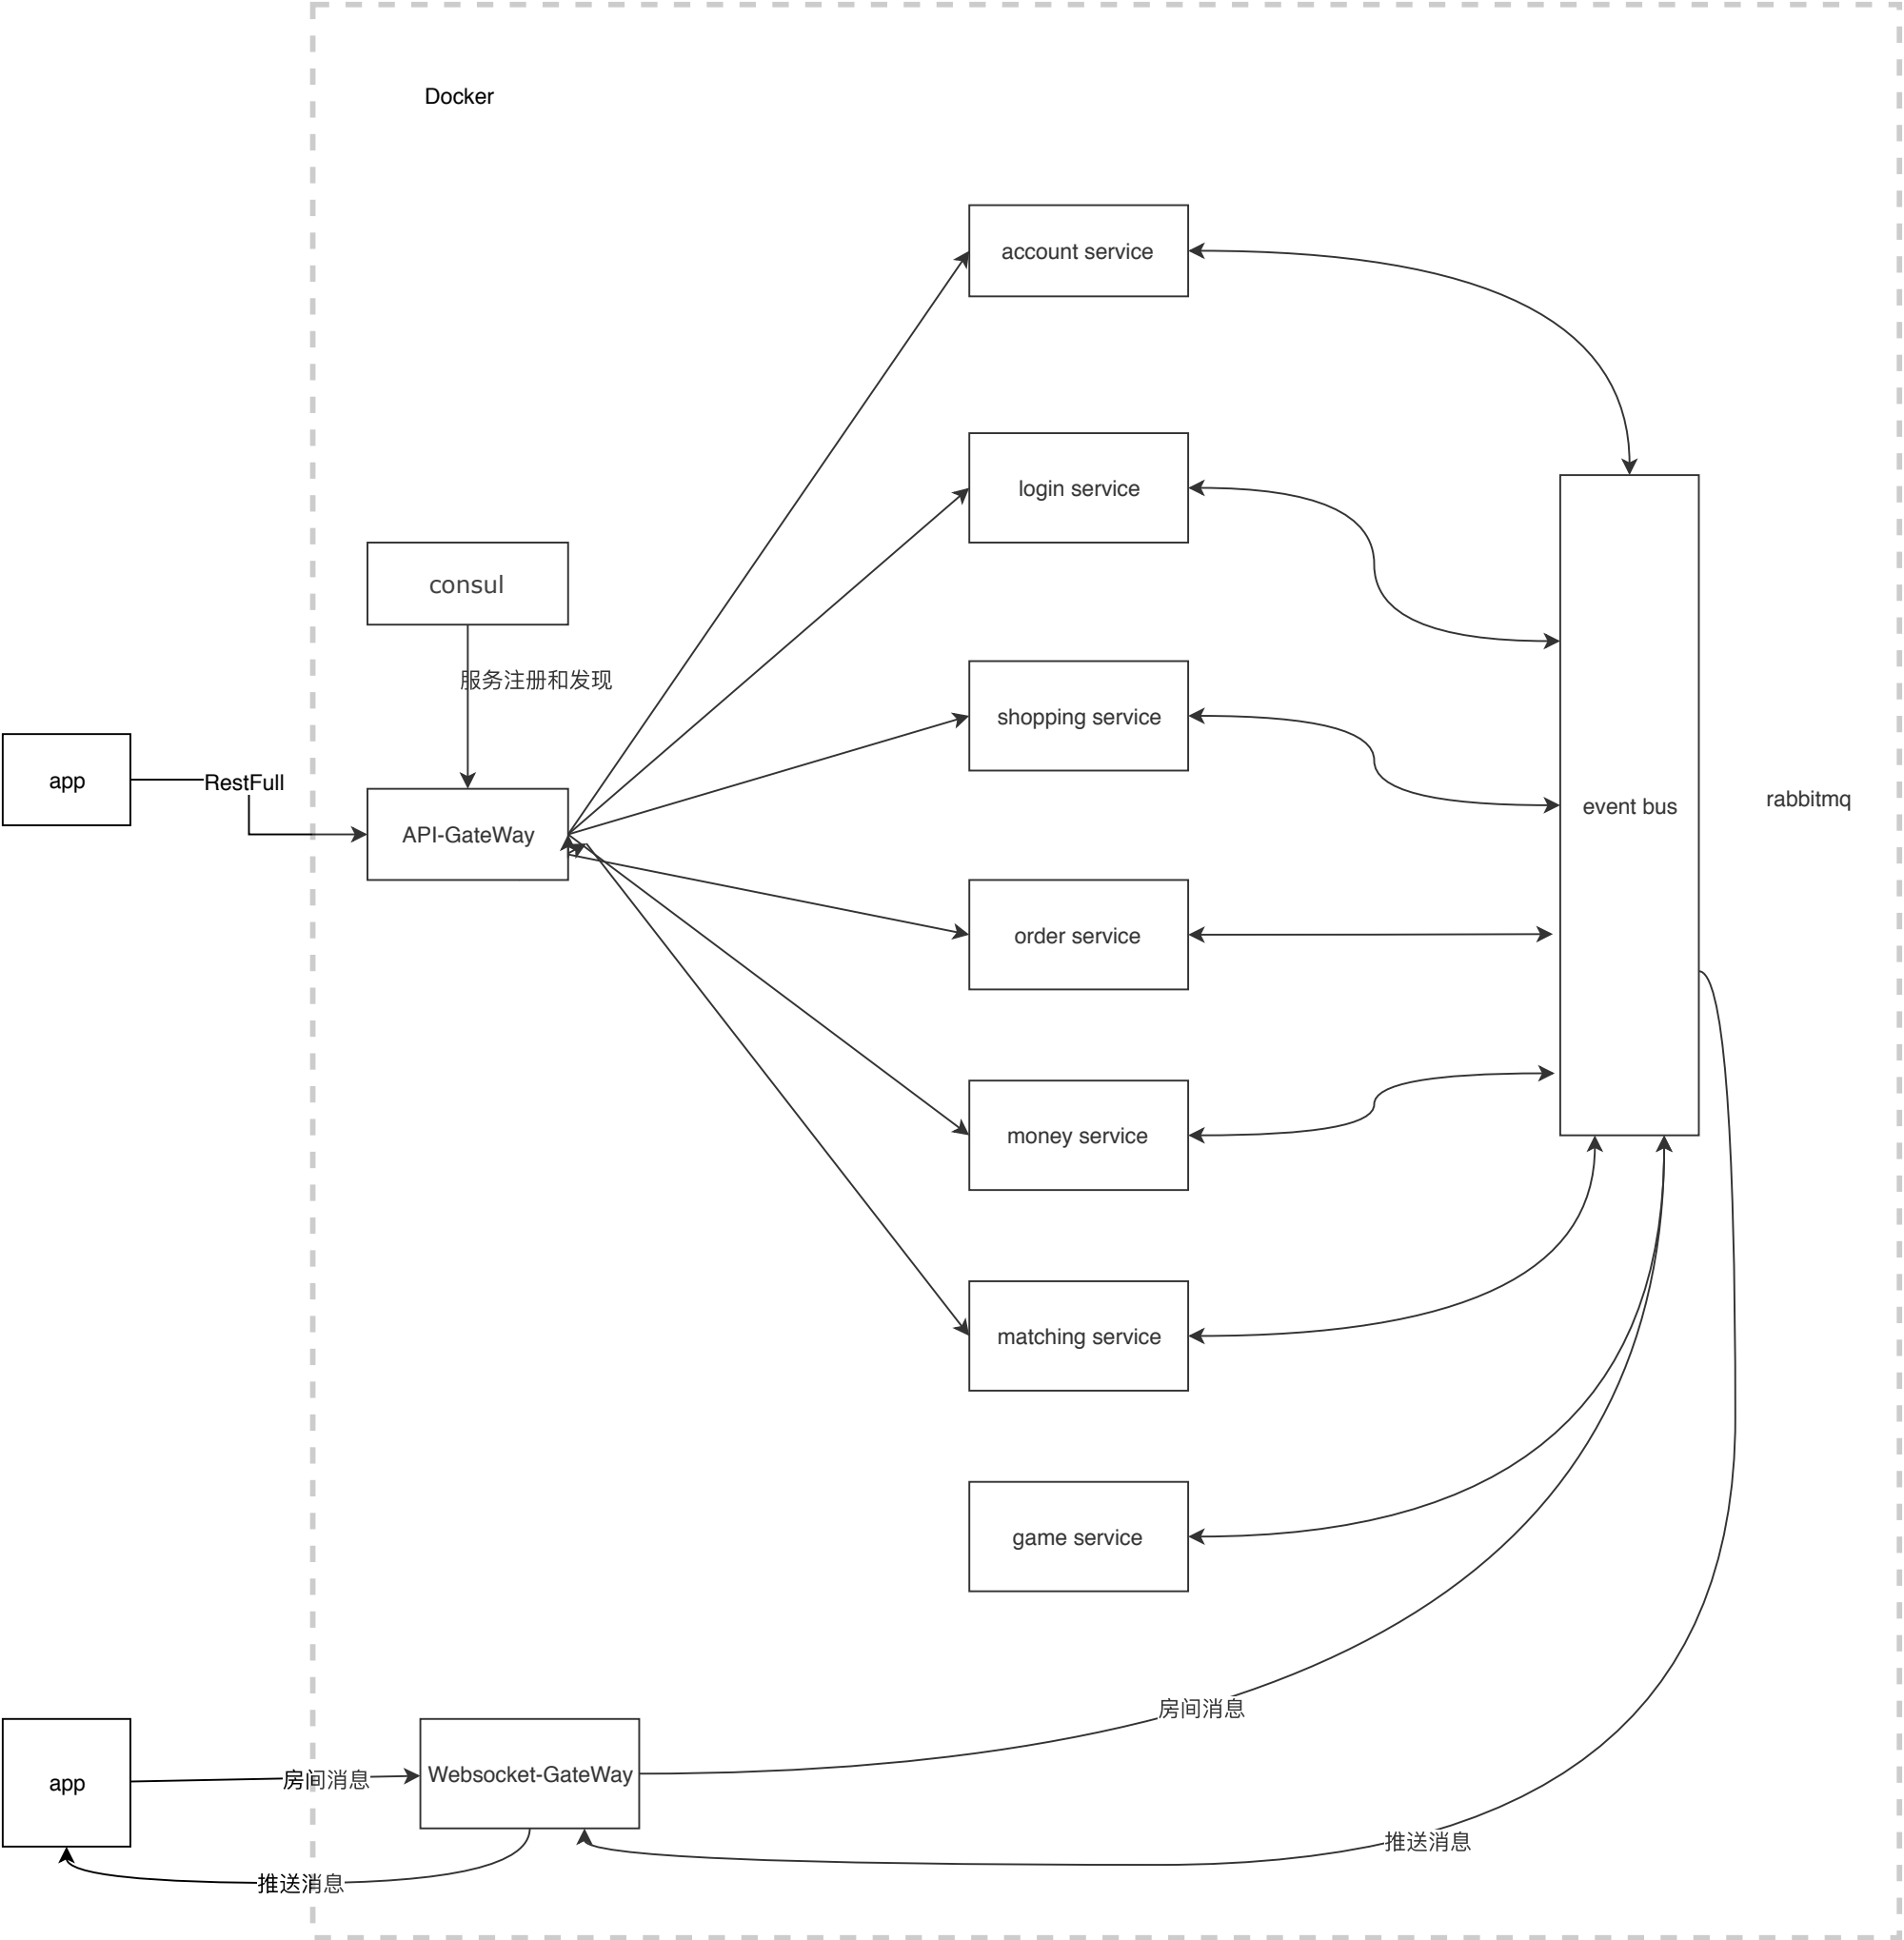 Docker
account service
login service
consul
服务注册和发现
shopping service
app
RestFull
API-GateWay
event bus
rabbitmq
order service
money service
matching service
game service
房间消息
app
房间消息
Websocket-GateWay
推送消息
推送消息